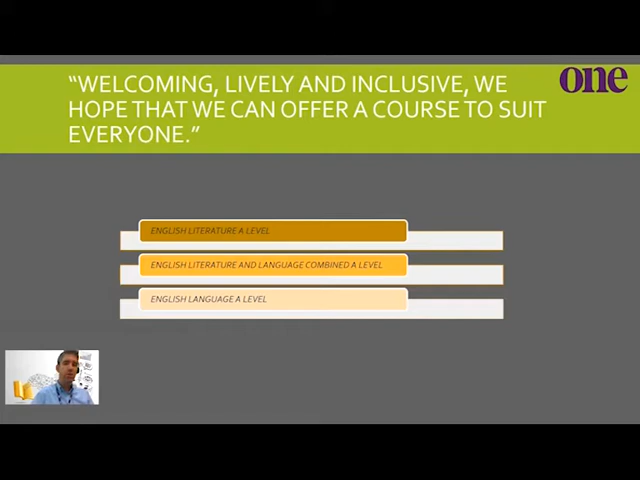 one
“WELCOMING, LIVELY AND INCLUSIVE, WE
HOPE THAT WE CAN OFFER A COURSE TO SUIT
EVERYONE.”
ENGLISH LITERATURE A LEVEL
ENGLISH LITERATURE AND LANGUAGE COMBINED A LEVEL
ENGLISH LANGUAGE A LEVEL